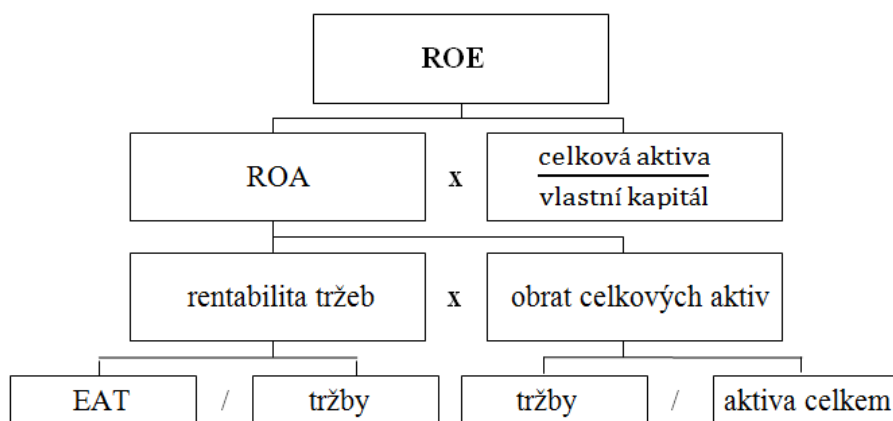 ROE
ROA x celková aktiva
vlastní kapitál
rentabilita tržeb x obrat celkových aktiv
EAT / tržby tržby / aktiva celkem